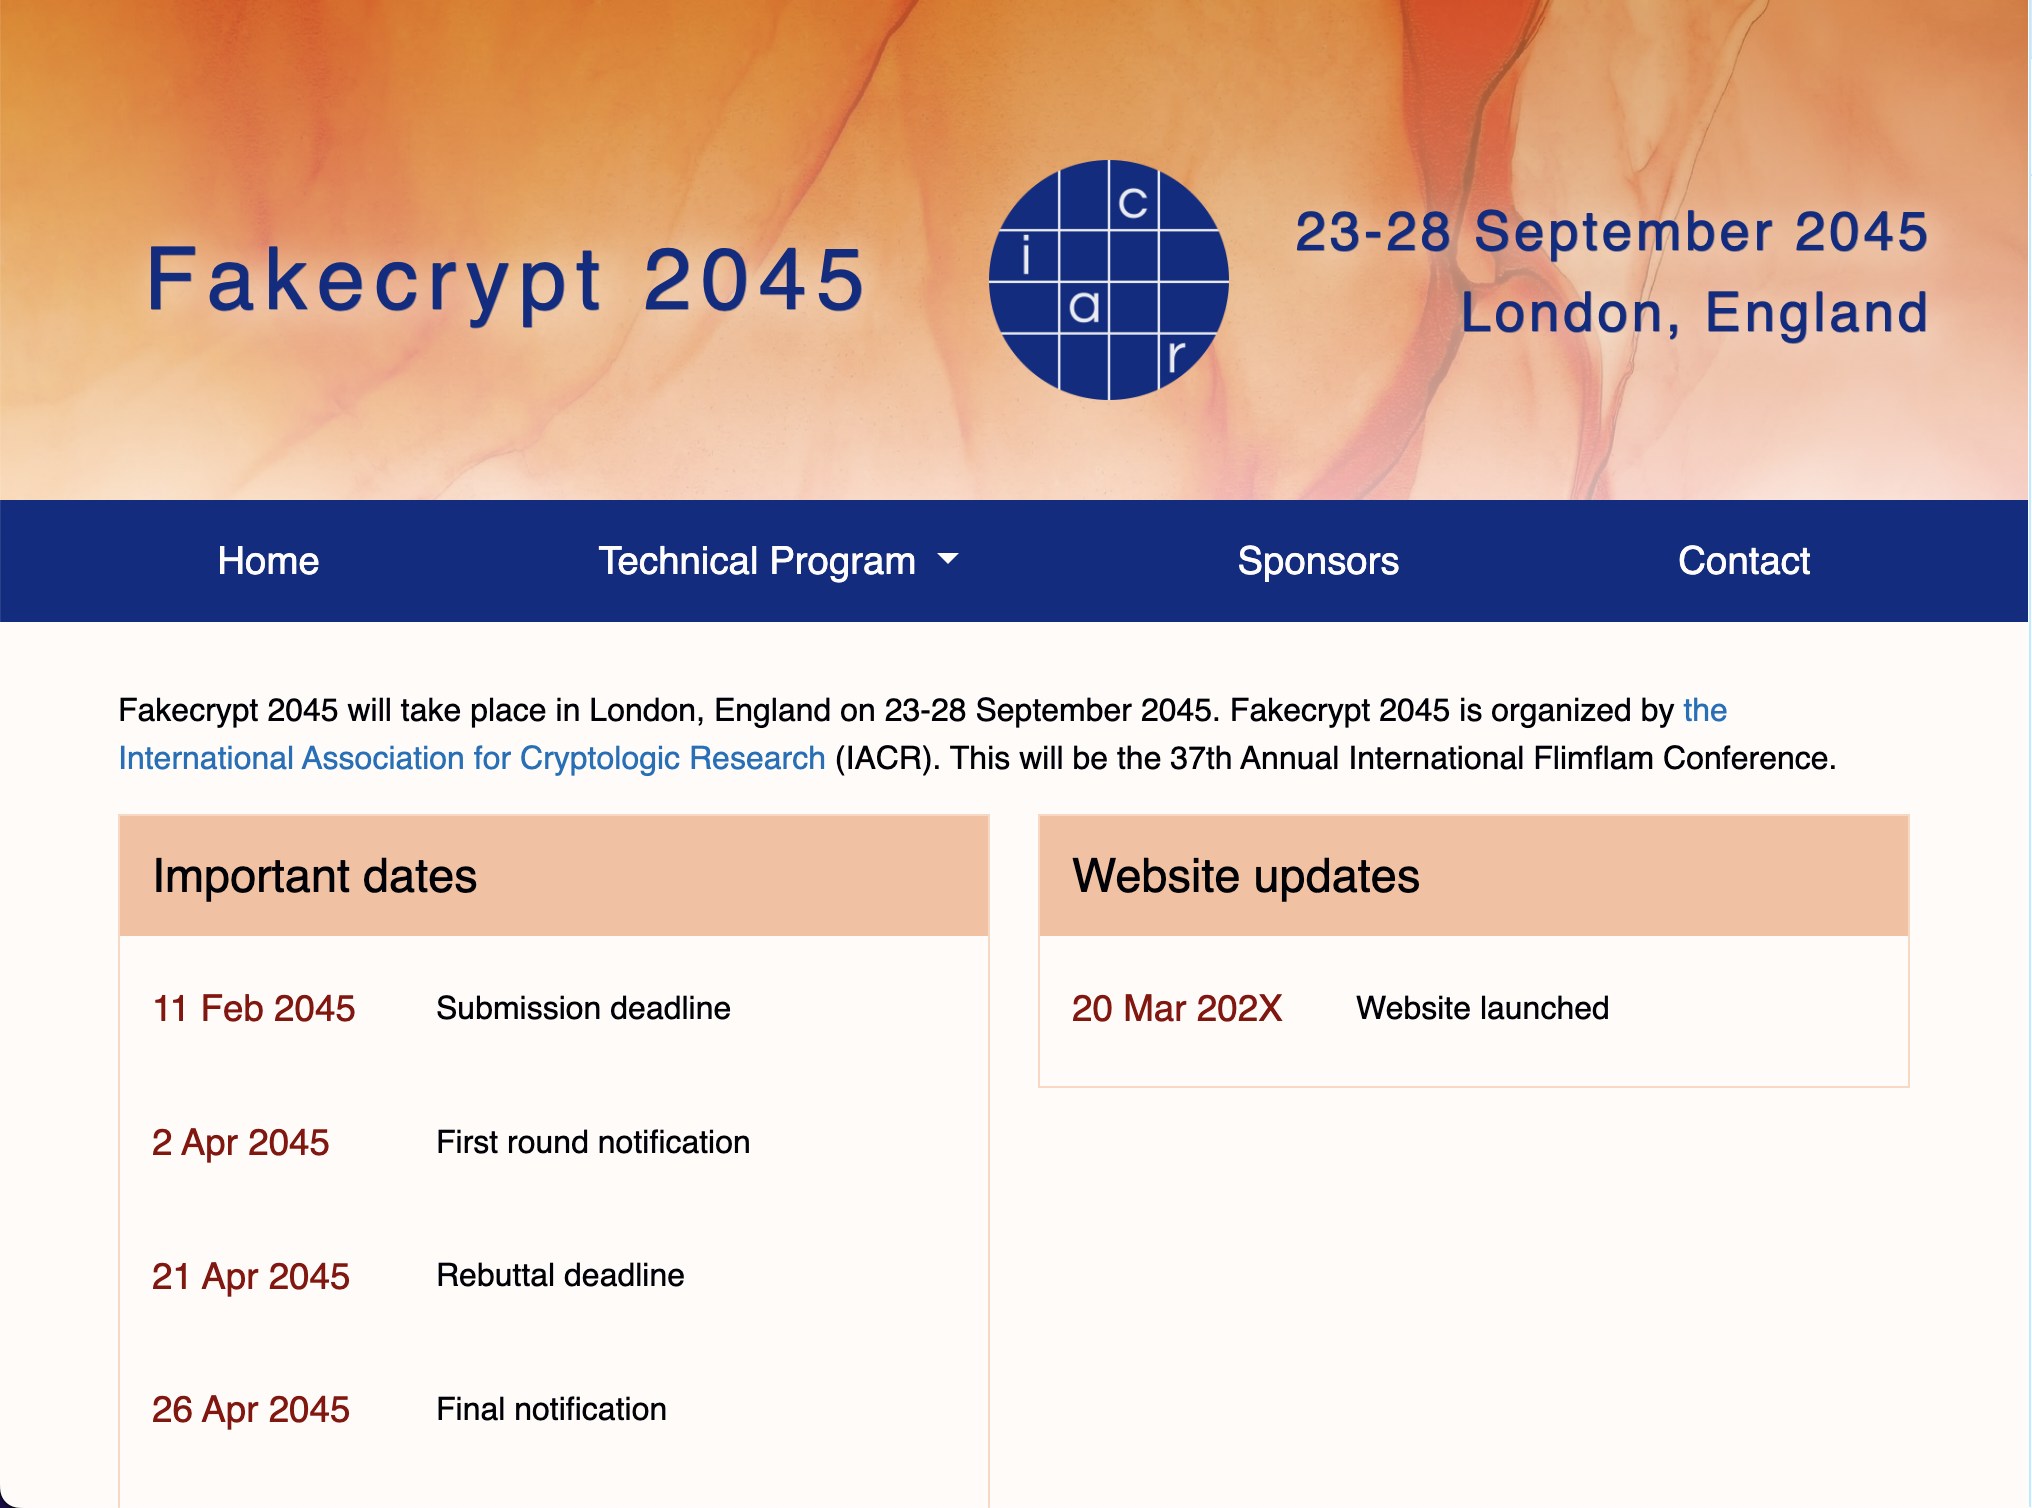 Fakecrypt 2045
c
i
a
r
23-28 September 2045
London, England
Home
Technical Program
Sponsors
Contact
Fakecrypt 2045 will take place in London, England on 23-28 September 2045. Fakecrypt 2045 is organized by the
International Association for Cryptologic Research (IACR). This will be the 37th Annual International Flimflam Conference.
Important dates
11 Feb 2045 Submission deadline
2 Apr 2045 First round notification
21 Apr 2045 Rebuttal deadline
26 Apr 2045 Final notification
Website updates
20 Mar 202X Website launched